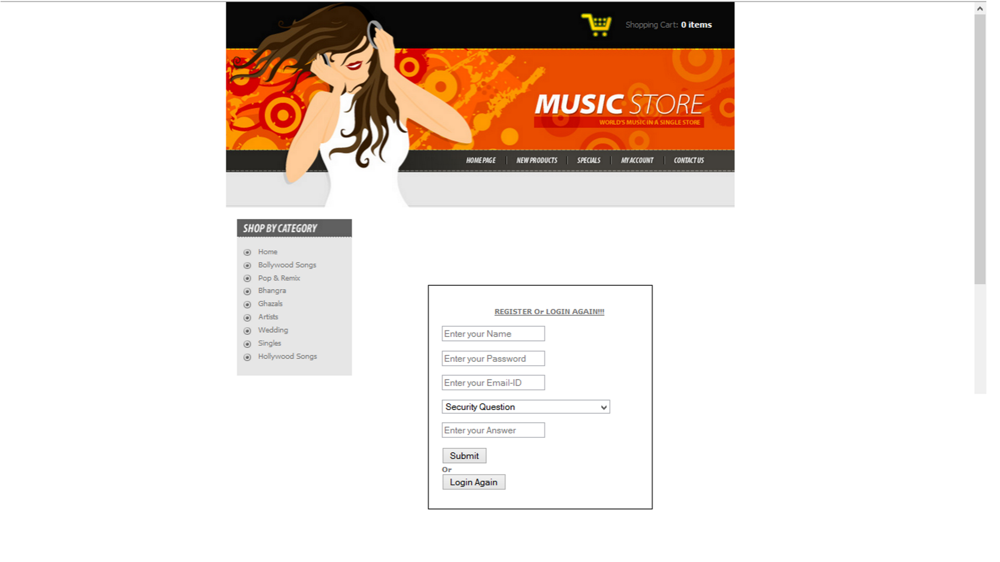 Shopping Cart: 0 items
MUSIC STORE
WORLD'S MUSIC IN A SINGLE STORE
HOME PAGE | NEW PRODUCTS | SPECIALS | MY ACCOUNT | CONTACT US
SHOP BY CATEGORY
Home
Bollywood Songs
Pop & Remix
Bhangra
Ghazals
Artists
Wedding
Singles
Hollywood Songs
REGISTER Or LOGIN AGAIN!!!
Enter your Name
Enter your Password
Enter your Email-ID
Security Question
Enter your Answer
Submit
Or
Login Again